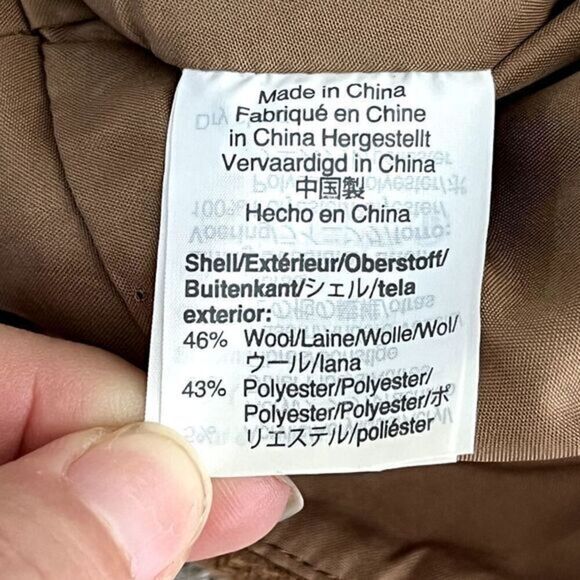 Made in China
Fabriqué en Chine
in China Hergestellt
Vervaardigd in China
中国製
Hecho en China
Shell/Extérieur/Oberstoff/
Buitenkant/シェル/tela
exterior:
46% Wool/Laine/Wolle/Wol/
ウール/lana
43% Polyester/Polyester/
Polyester/Polyester/ポ
リエステル/poliéster